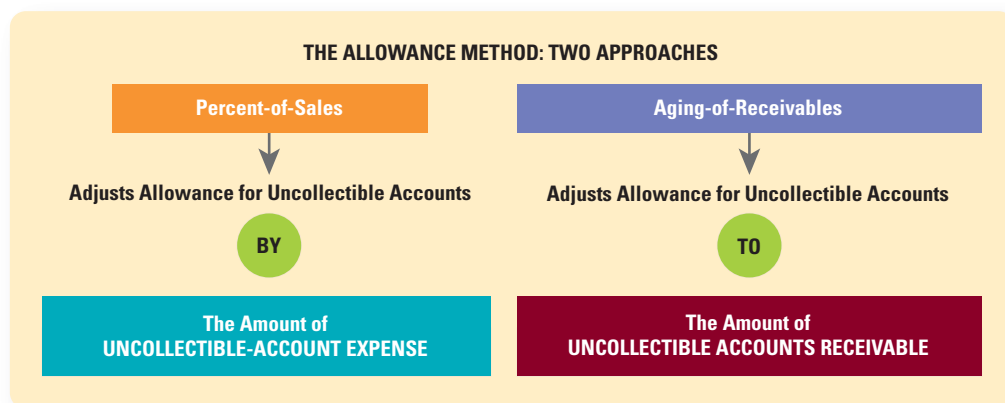 THE ALLOWANCE METHOD: TWO APPROACHES
Percent-of-Sales
Adjusts Allowance for Uncollectible Accounts
BY
The Amount of
UNCOLLECTIBLE-ACCOUNT EXPENSE
Aging-of-Receivables
Adjusts Allowance for Uncollectible Accounts
TO
The Amount of
UNCOLLECTIBLE ACCOUNTS RECEIVABLE